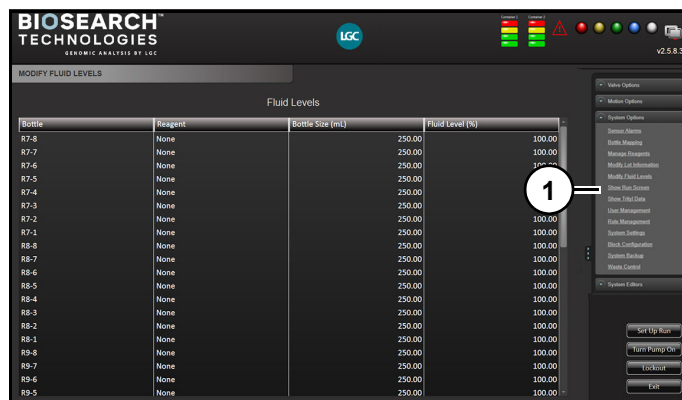 BIOSEARCH™
TECHNOLOGIES
GENOMIC ANALYSIS BY LGC
LGC
Container 1 Container 2
v2.5.8.3
MODIFY FLUID LEVELS
Fluid Levels
Bottle Reagent Bottle Size (mL) Fluid Level (%)
R7-8 None 250.00 100.00
R7-7 None 250.00 100.00
R7-6 None 250.00 100.00
R7-5 None 250.00
R7-4 None 250.00
R7-3 None 250.00
R7-2 None 250.00 100.00
R7-1 None 250.00 100.00
R8-8 None 250.00 100.00
R8-7 None 250.00 100.00
R8-6 None 250.00 100.00
R8-5 None 250.00 100.00
R8-4 None 250.00 100.00
R8-3 None 250.00 100.00
R8-2 None 250.00 100.00
R8-1 None 250.00 100.00
R9-8 None 250.00 100.00
R9-7 None 250.00 100.00
R9-6 None 250.00 100.00
R9-5 None 250.00 100.00
1
Valve Options
Motion Options
System Options
Sensor Alarms
Bottle Mapping
Manage Reagents
Modify Lot Information
Modify Fluid Levels
Show Run Screen
Show Trityl Data
User Management
Role Management
System Settings
Block Configuration
System Backup
Waste Control
System Editors
Set Up Run
Turn Pump On
Lockout
Exit